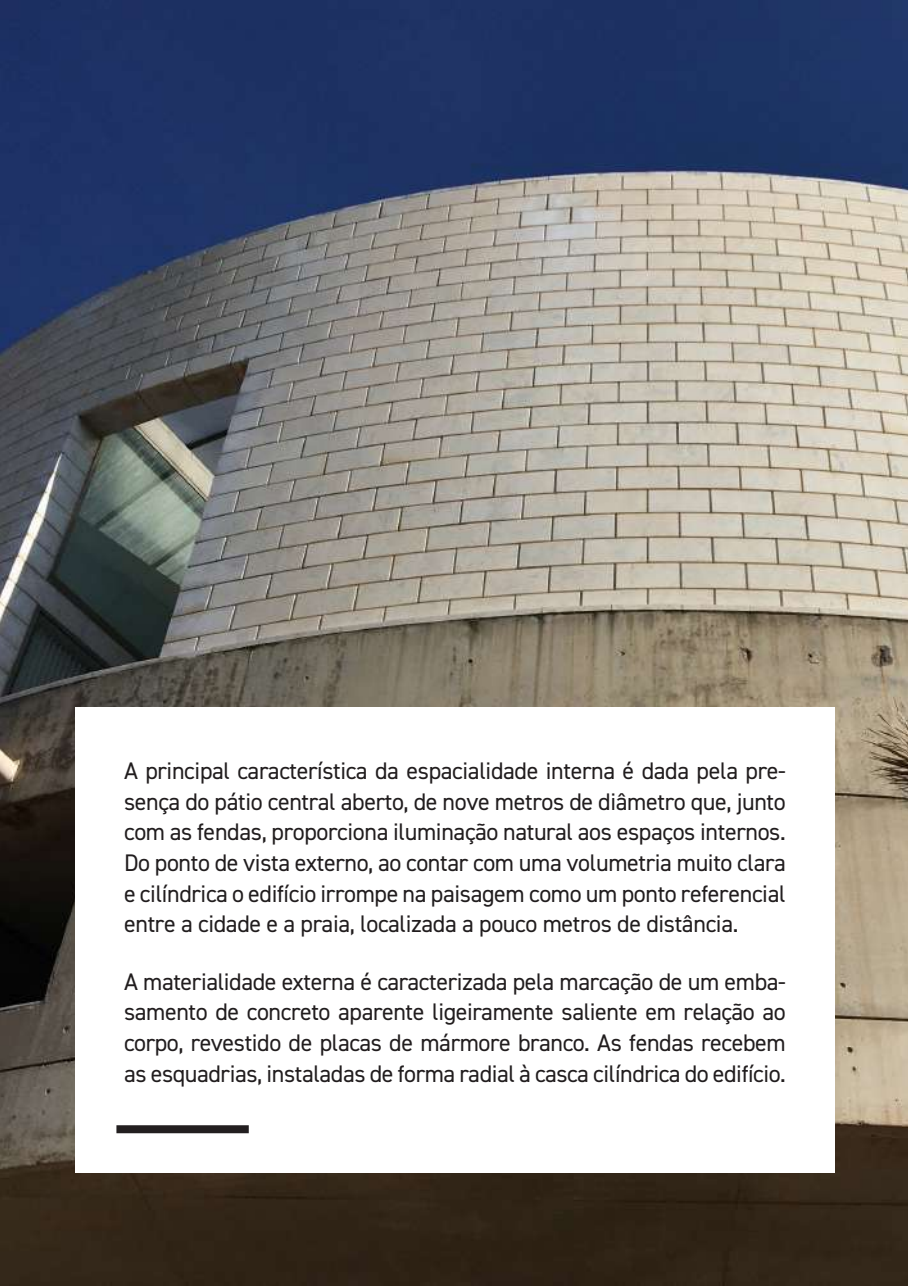 A principal característica da espacialidade interna é dada pela pre-
sença do pátio central aberto, de nove metros de diâmetro que, junto
com as fendas, proporciona iluminação natural aos espaços internos.
Do ponto de vista externo, ao contar com uma volumetria muito clara
e cilíndrica o edifício irrompe na paisagem como um ponto referencial
entre a cidade e a praia, localizada a pouco metros de distância.
A materialidade externa é caracterizada pela marcação de um emba-
samento de concreto aparente ligeiramente saliente em relação ao
corpo, revestido de placas de mármore branco. As fendas recebem
as esquadrias, instaladas de forma radial à casca cilíndrica do edifício.